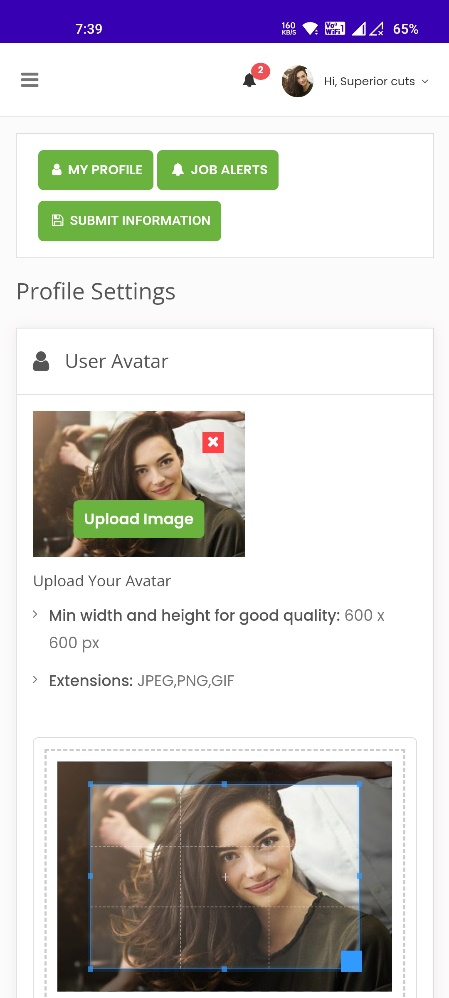 7:39
160
KB/S
65%
2
Hi, Superior cuts
MY PROFILE
JOB ALERTS
SUBMIT INFORMATION
Profile Settings
User Avatar
Upload Image
Upload Your Avatar
Min width and height for good quality: 600 x
600 px
Extensions: JPEG,PNG,GIF